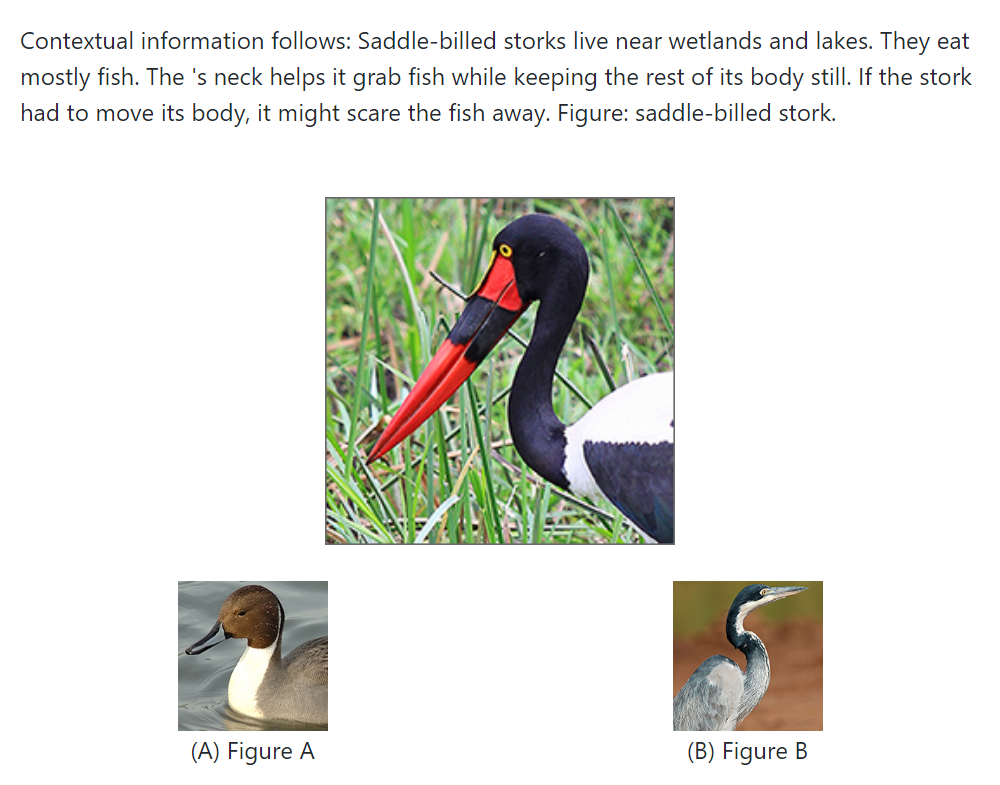 Contextual information follows: Saddle-billed storks live near wetlands and lakes. They eat
mostly fish. The 's neck helps it grab fish while keeping the rest of its body still. If the stork
had to move its body, it might scare the fish away. Figure: saddle-billed stork.
(A) Figure A
(B) Figure B